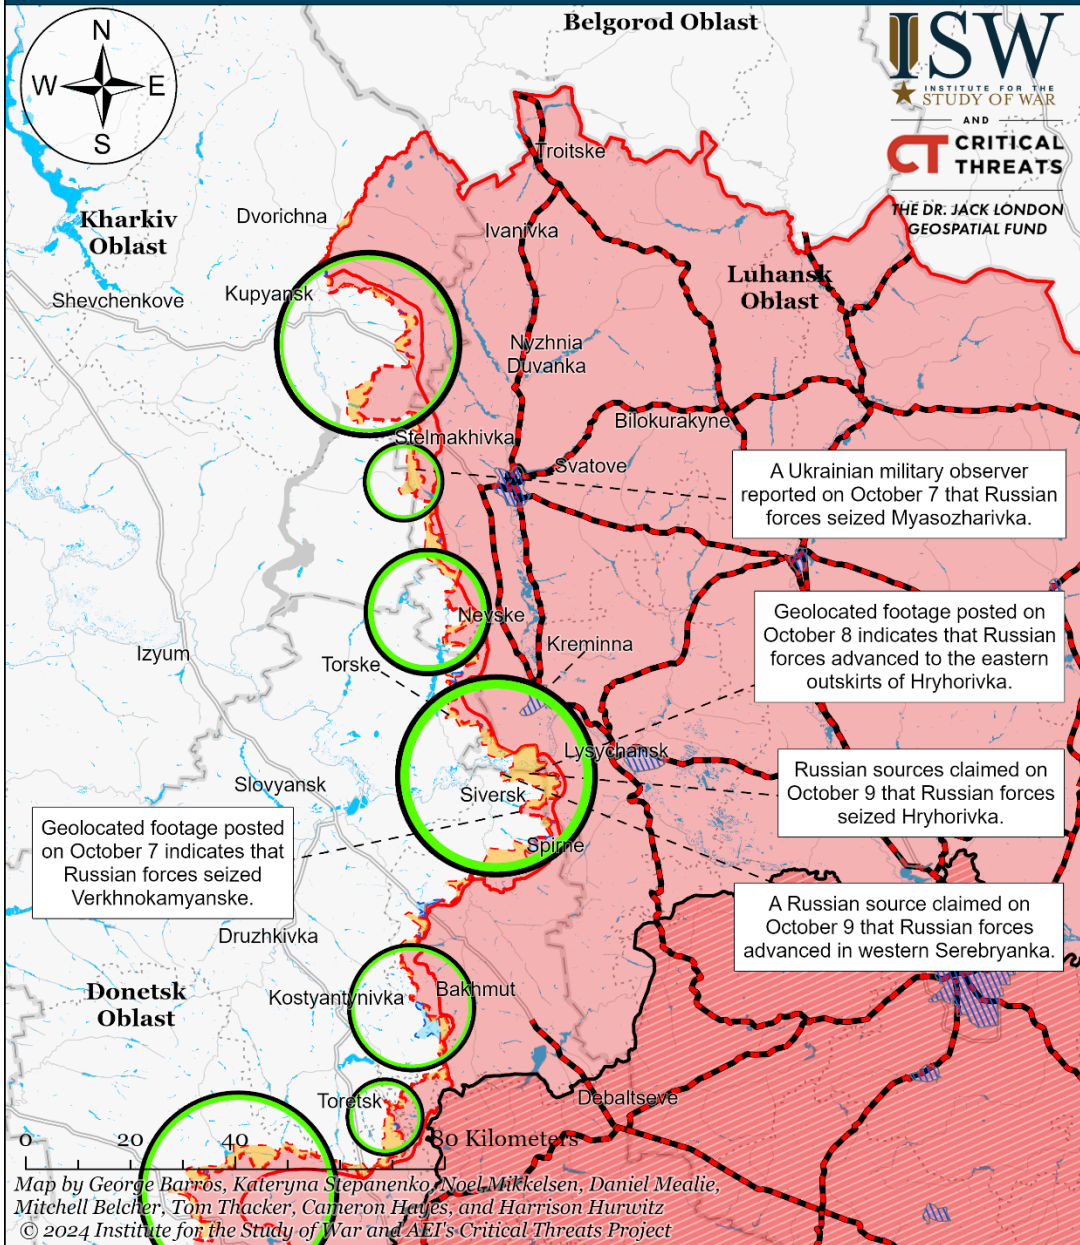 Belgorod Oblast
N
W
E
S
ISW
INSTITUTE FOR THE
STUDY OF WAR
AND
CT CRITICAL
THREATS
THE DR. JACK LONDON
GEOSPATIAL FUND
Troitske
Dvorichna
Kharkiv
Oblast
Ivanivka
Luhansk
Oblast
Kupyansk
Shevchenkove
Nyzhnia
Duvanka
Bilokurakyne
Stelmakhivka
Svatove
A Ukrainian military observer
reported on October 7 that Russian
forces seized Myasozharivka.
Nevske
Geolocated footage posted on
October 8 indicates that Russian
forces advanced to the eastern
outskirts of Hryhorivka.
Kreminna
Izyum
Torske
Lysychansk
Slovyansk
Siversk
Russian sources claimed on
October 9 that Russian forces
seized Hryhorivka.
Geolocated footage posted
on October 7 indicates that
Russian forces seized
Verkhnokamyanske.
Spirne
A Russian source claimed on
October 9 that Russian forces
advanced in western Serebryanka.
Druzhkivka
Donetsk
Oblast
Kostyantynivka
Bakhmut
Toretsk
Debaltseve
0 20 40 80 Kilometers
Map by George Barros, Kateryna Stepanenko, Noel Mikkelsen, Daniel Mealie,
Mitchell Belcher, Tom Thacker, Cameron Hayes, and Harrison Hurwitz
© 2024 Institute for the Study of War and AEI's Critical Threats Project